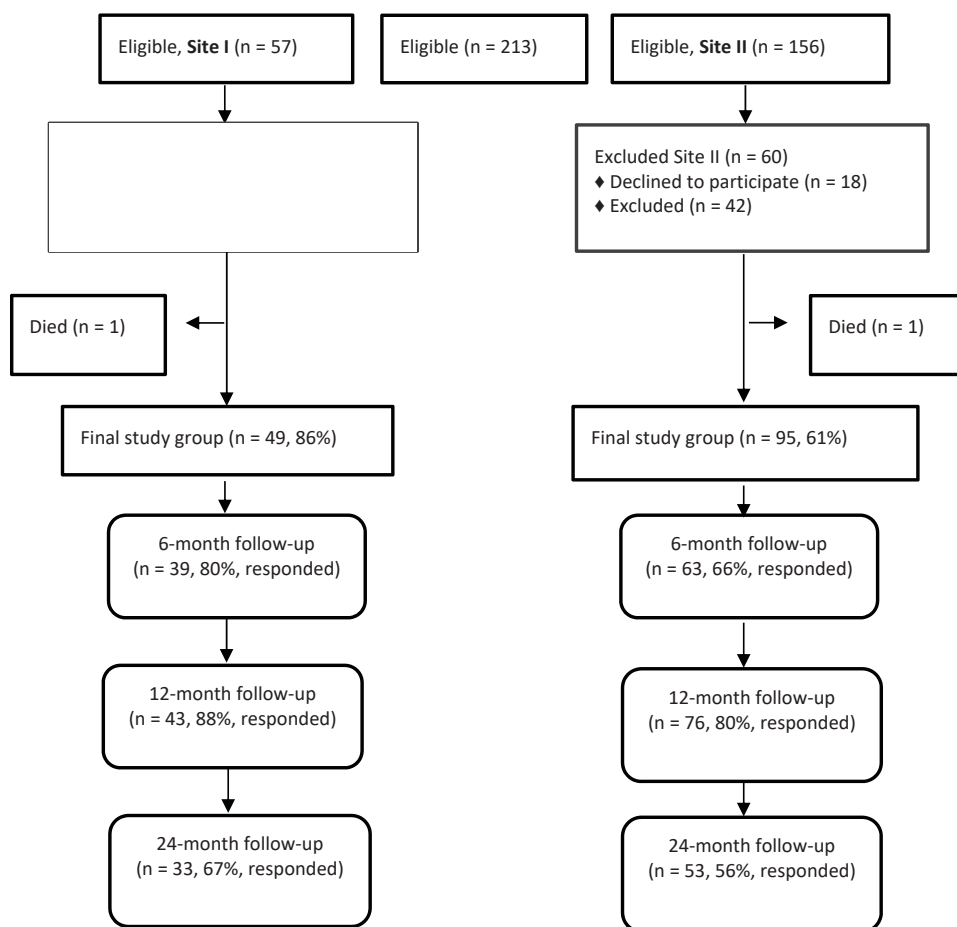 Eligible, Site I (n = 57)
Eligible (n = 213)
Eligible, Site II (n = 156)
Excluded Site II (n = 60)
♦ Declined to participate (n = 18)
♦ Excluded (n = 42)
Died (n = 1)
Died (n = 1)
Final study group (n = 49, 86%)
Final study group (n = 95, 61%)
6-month follow-up
(n = 39, 80%, responded)
6-month follow-up
(n = 63, 66%, responded)
12-month follow-up
(n = 43, 88%, responded)
12-month follow-up
(n = 76, 80%, responded)
24-month follow-up
(n = 33, 67%, responded)
24-month follow-up
(n = 53, 56%, responded)